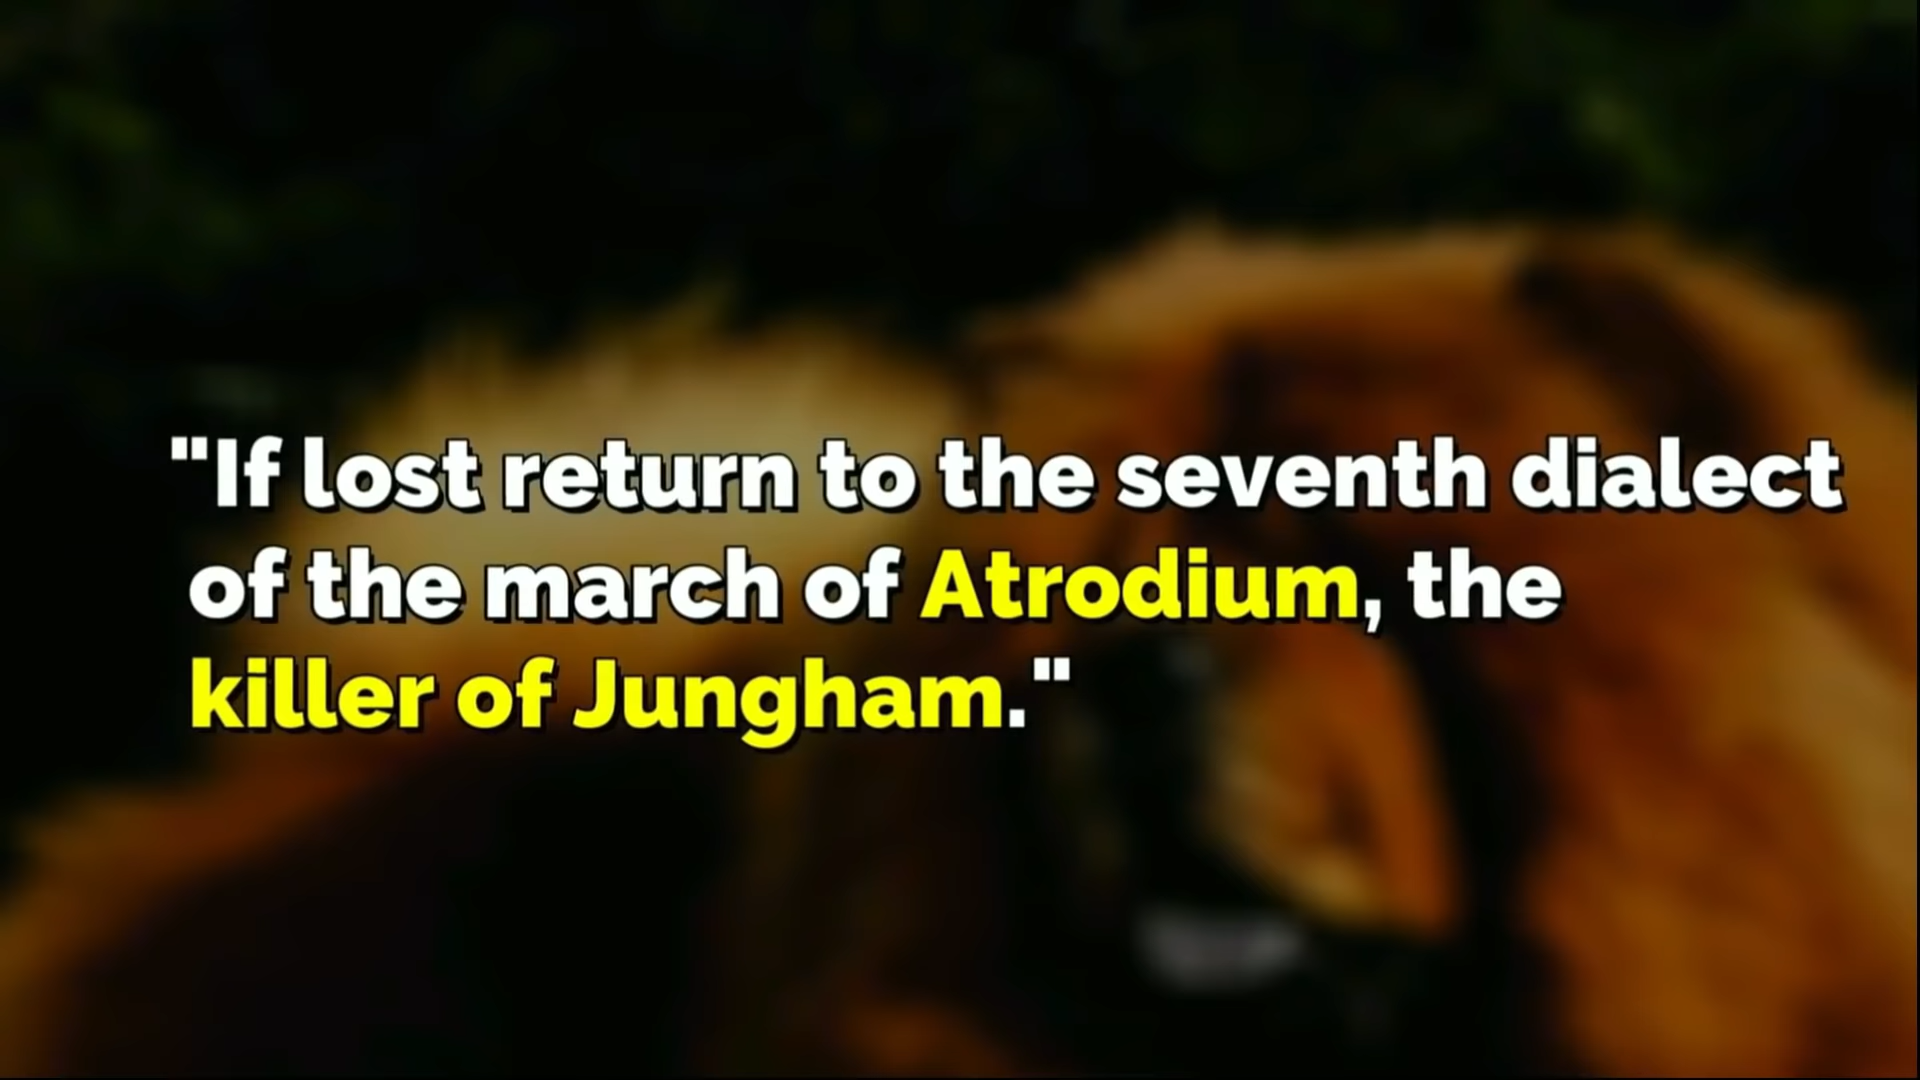 "If lost return to the seventh dialect
of the march of Atrodium, the
killer of Jungham."